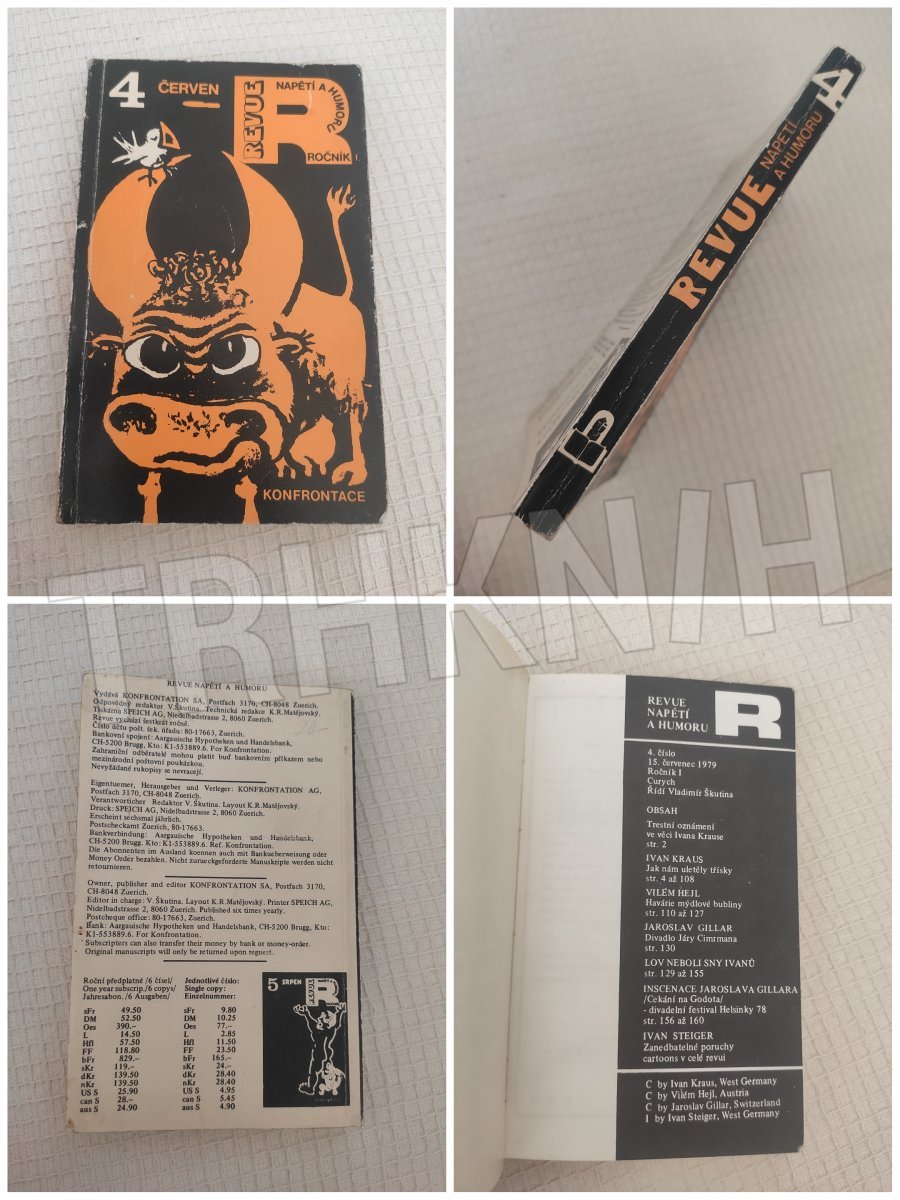 4 ČERVEN
REVUE
NAPĚTÍ A HUMORU
R
ROČNÍK I
KONFRONTACE
REVUE NAPĚTÍ
A HUMORU
4
TRHKNIH
REVUE NAPĚTÍ A HUMORU
Vydává KONFRONTATION SA, Postfach 3170, CH-8048 Zuerich.
Odpovědný redaktor V.Škutina. Technická redakce K.R.Matějovský.
Tiskárna SPEICH AG, Nidelbadstrasse 2, 8060 Zuerich.
Revue vychází šestkrát ročně.
Číslo účtu pošt. šek. úřadu: 80-17663, Zuerich.
Bankovní spojení: Aargauische Hypotheken und Handelsbank,
CH-5200 Brugg, Kto: K1-553889.6. For Konfrontation.
Zahraniční odběratelé mohou platit buď bankovním příkazem nebo
mezinárodní poštovní poukázkou.
Nevyžádané rukopisy se nevracejí.
Eigentuemer, Herausgeber und Verleger: KONFRONTATION AG,
Postfach 3170, CH-8048 Zuerich.
Verantwortlicher Redaktor V. Škutina. Layout K.R.Matějovský.
Druck: SPEJCH AG, Nidelbadstrasse 2, 8060 Zuerich.
Erscheint sechsmal jährlich.
Postscheckamt Zuerich, 80-17663.
Bankverbindung: Aargauische Hypotheken und Handelsbank,
CH-5200 Brugg. Kto: K1-553889.6. Ref. Konfrontation.
Die Abonnenten im Ausland koennen auch mit Bankueberweisung oder
Money Order bezahlen. Nicht zurueckgeforderte Manuskripte werden nicht
retournieren.
Owner, publisher and editor KONFRONTATION SA, Postfach 3170,
CH-8048 Zuerich.
Editor in charge: V. Škutina. Layout K.R.Matějovský. Printer SPEICH AG,
Nidelbadstrasse 2, 8060 Zuerich. Published six times yearly.
Postcheque office: 80-17663, Zuerich.
Bank: Aargauische Hypotheken und Handelsbank, CH-5200 Brugg, Kto:
K1-553889.6. For Konfrontation.
Subscribers can also transfer their money by bank or money-order.
Original manuscripts will only be returned upon reguest.
Roční předplatné /6 čísel/ Jednotlivé číslo:
One year subscrip./6 copys/ Single copy:
Jahresabon. /6 Ausgaben/ Einzelnummer:
sFr 49.50 sFr 9.80
DM 52.50 DM 10.25
Oes 390.– Oes 77.–
L 14.50 L 2.85
Hfl 57.50 Hfl 11.50
FF 118.80 FF 23.50
bFr 829.– bFr 165.–
sKr 119.– sKr 24.–
dKr 139.50 dKr 28.40
nKr 139.50 nKr 28.40
US S 25.90 US S 4.95
can S 28.– can S 5.45
aus S 24.90 aus S 4.90
5 SRPEN
R
REVUE
NAPĚTÍ
A HUMORU
R
4. číslo
15. červenec 1979
Ročník I
Curych
Řídí Vladimír Škutina
OBSAH
Trestní oznámení
ve věci Ivana Krause
str. 2
IVAN KRAUS
Jak nám uletěly třísky
str. 4 až 108
VILÉM HEJL
Havárie mýdlové bubliny
str. 110 až 127
JAROSLAV GILLAR
Divadlo Járy Cimrmana
str. 130
LOV NEBOLI SNY IVANŮ
str. 129 až 155
INSCENACE JAROSLAVA GILLARA
/Čekání na Godota/
- divadelní festival Helsinky 78
str. 156 až 160
IVAN STEIGER
Zanedbatelné poruchy
cartoons v celé revui
C by Ivan Kraus, West Germany
C by Vilém Hejl, Austria
C by Jaroslav Gillar, Switzerland
I by Ivan Steiger, West Germany